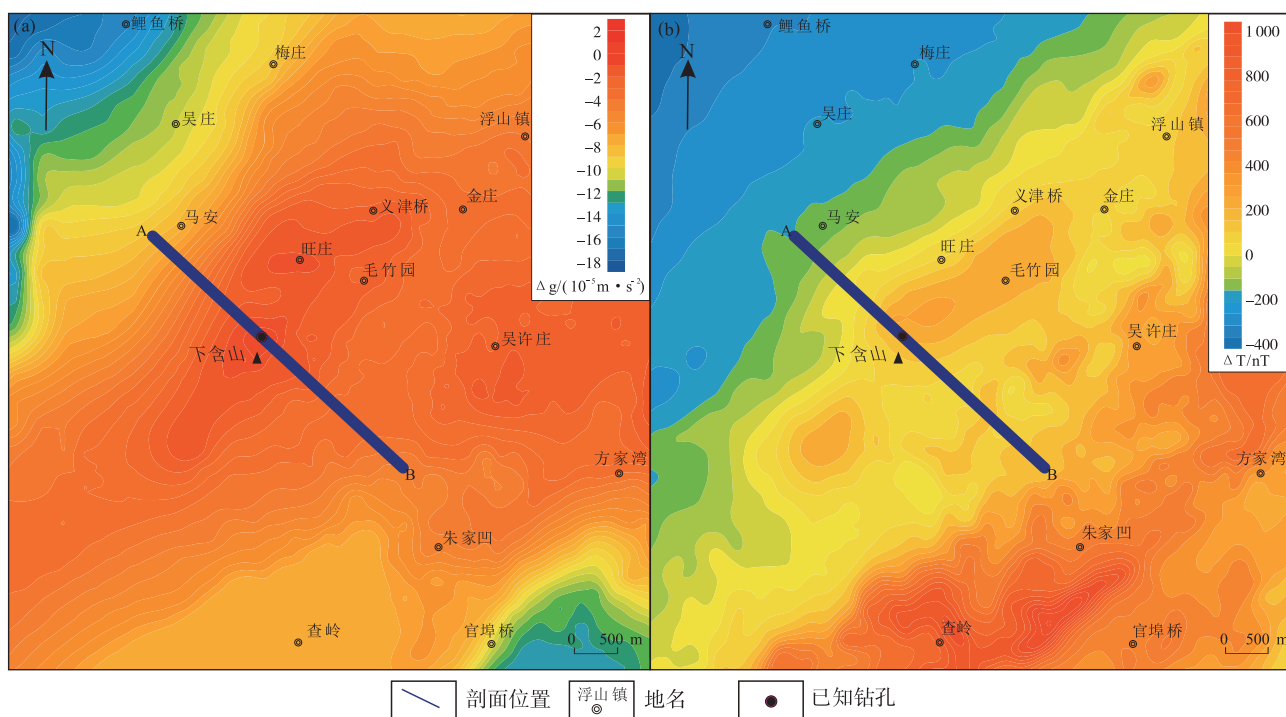 (a)
鲤鱼桥
N
梅庄
吴庄
浮山镇
马安
义津桥
金庄
A
旺庄
毛竹园
下含山
吴许庄
B
方家湾
朱家凹
查岭
官埠桥
0 500 m
2
0
−2
−4
−6
−8
−10
−12
−14
−16
−18
Δg/(10⁻⁵m·s⁻²)
(b)
鲤鱼桥
N
梅庄
吴庄
浮山镇
马安
义津桥
金庄
A
旺庄
毛竹园
下含山
吴许庄
B
方家湾
朱家凹
查岭
官埠桥
0 500 m
1 000
800
600
400
200
0
−200
−400
ΔT/nT
剖面位置
浮山镇
地名
已知钻孔